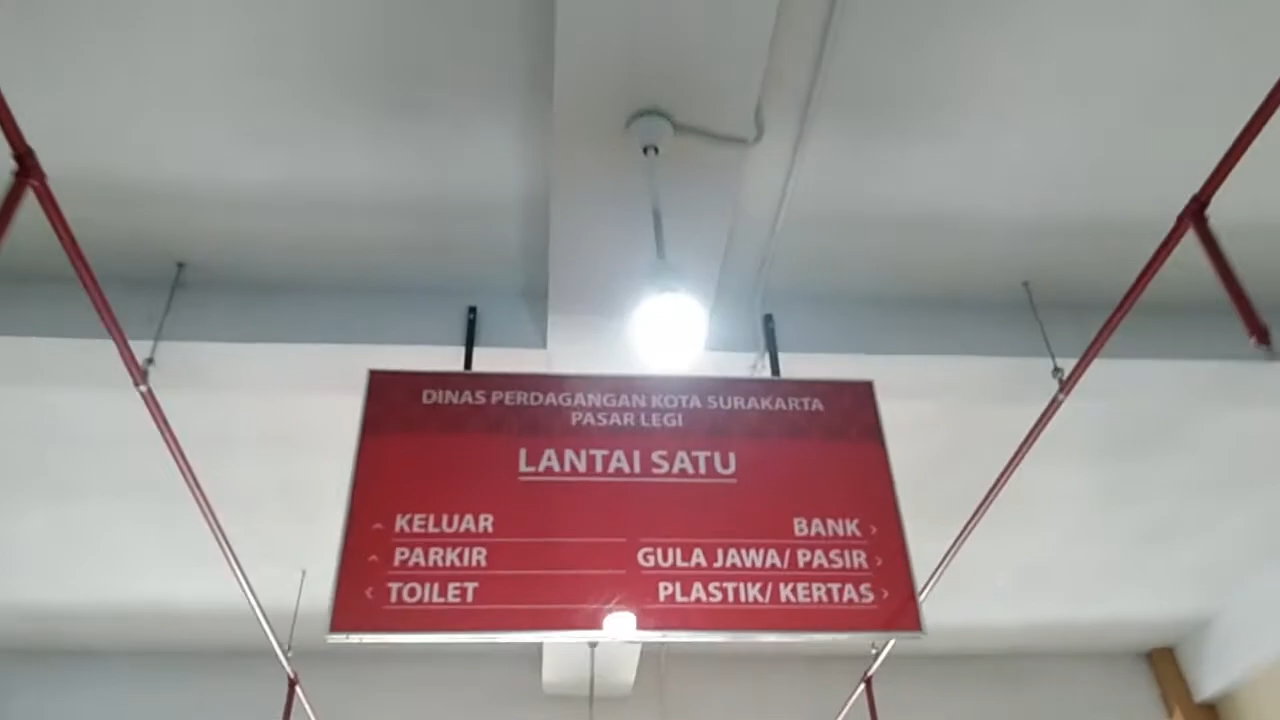 DINAS PERDAGANGAN KOTA SURAKARTA
PASAR LEGI
LANTAI SATU
^ KELUAR
^ PARKIR
< TOILET
BANK >
GULA JAWA/ PASIR >
PLASTIK/ KERTAS >